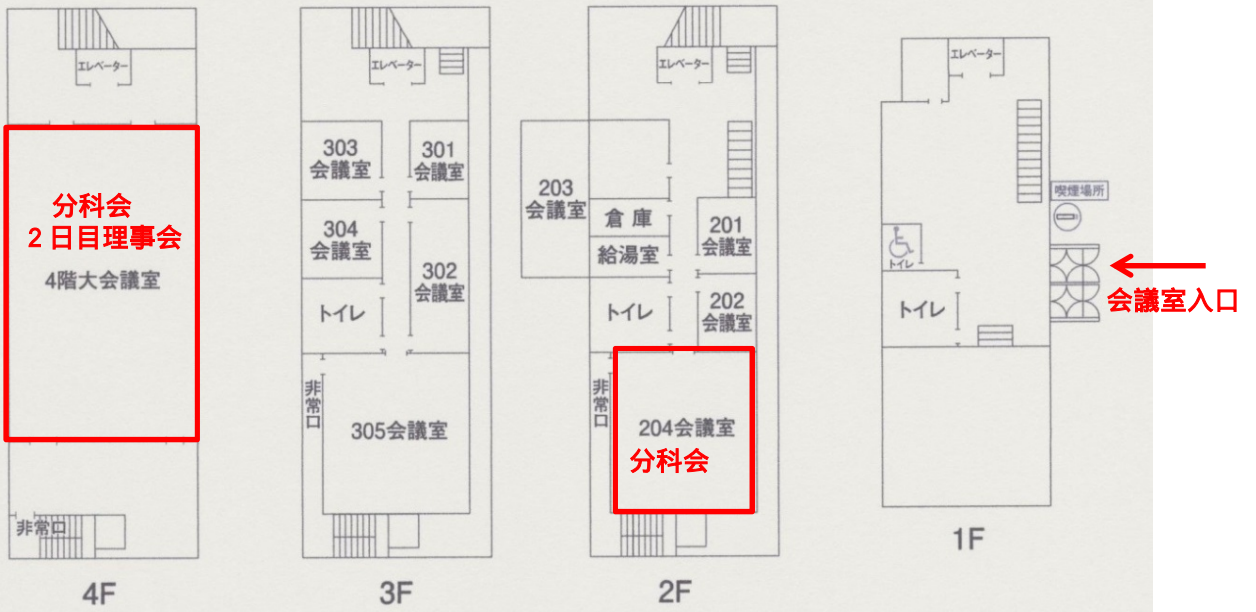 エレベーター
分科会
2日目理事会
4階大会議室
非常口
4F
エレベーター
303
会議室
301
会議室
304
会議室
302
会議室
トイレ
非常口
305会議室
3F
エレベーター
203
会議室
倉庫
給湯室
201
会議室
トイレ
202
会議室
非常口
204会議室
分科会
2F
エレベーター
喫煙場所
トイレ
トイレ
会議室入口
1F